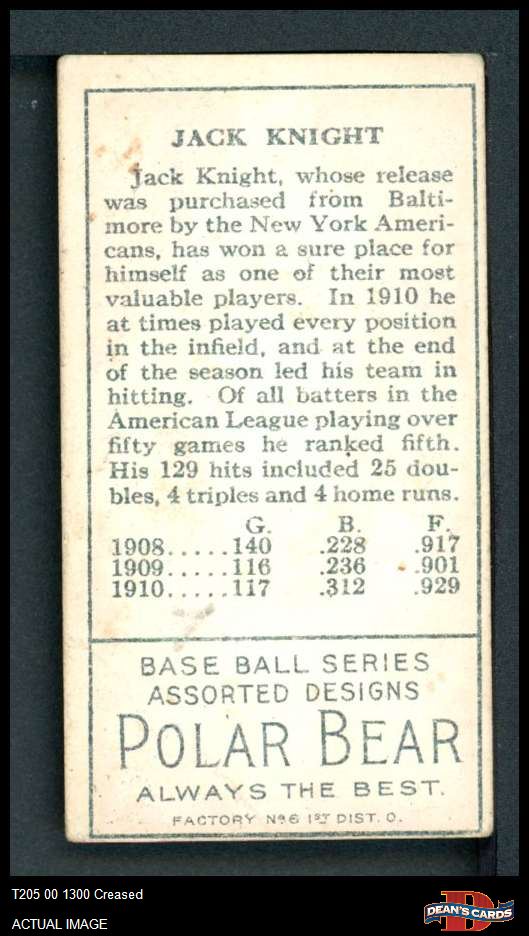 JACK KNIGHT
Jack Knight, whose release
was purchased from Balti-
more by the New York Ameri-
cans, has won a sure place for
himself as one of their most
valuable players. In 1910 he
at times played every position
in the infield, and at the end
of the season led his team in
hitting. Of all batters in the
American League playing over
fifty games he ranked fifth.
His 129 hits included 25 dou-
bles, 4 triples and 4 home runs.
G. B. F.
1908.....140 .228 .917
1909.....116 .236 .901
1910.....117 .312 .929
BASE BALL SERIES
ASSORTED DESIGNS
POLAR BEAR
ALWAYS THE BEST.
FACTORY No 6 1ST DIST. O.
T205 00 1300 Creased
ACTUAL IMAGE
D
DEAN'S CARDS